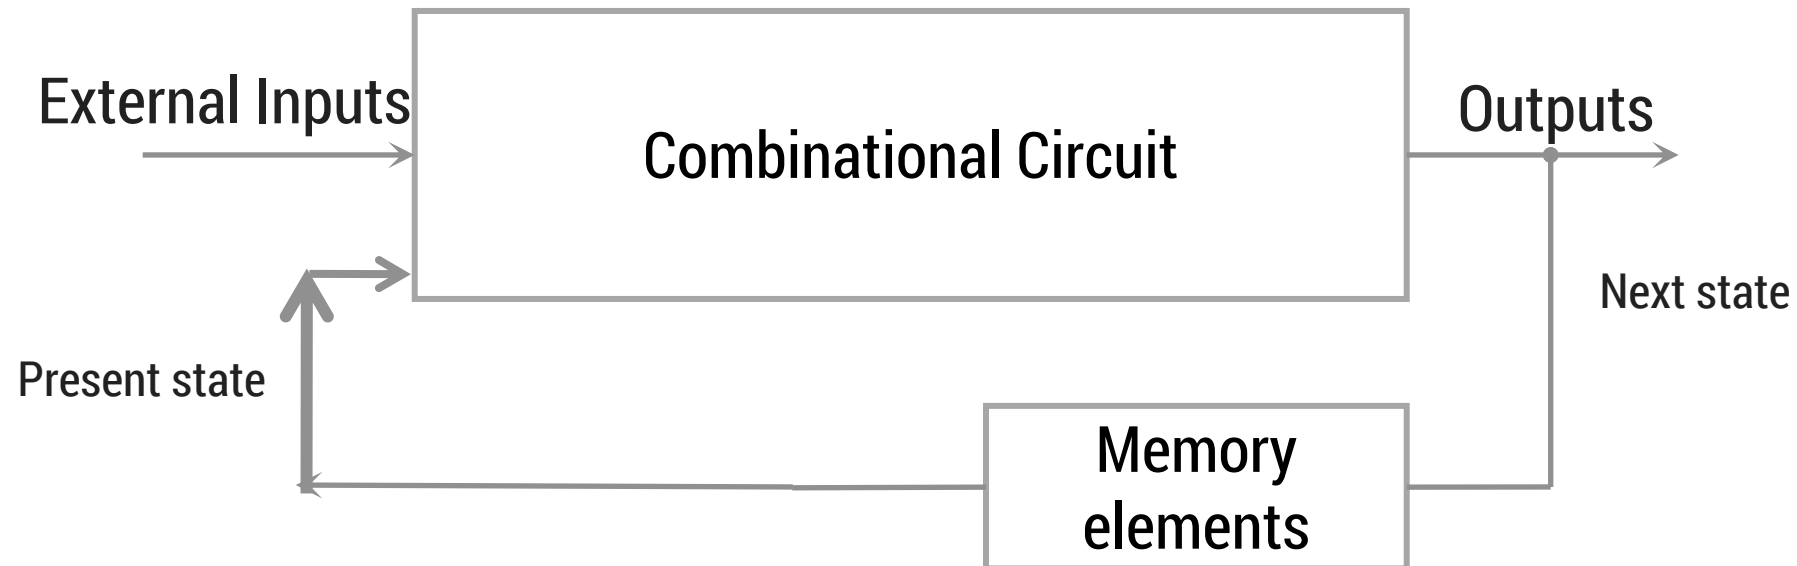 External Inputs
Outputs
Combinational Circuit
Next state
Present state
Memory
elements